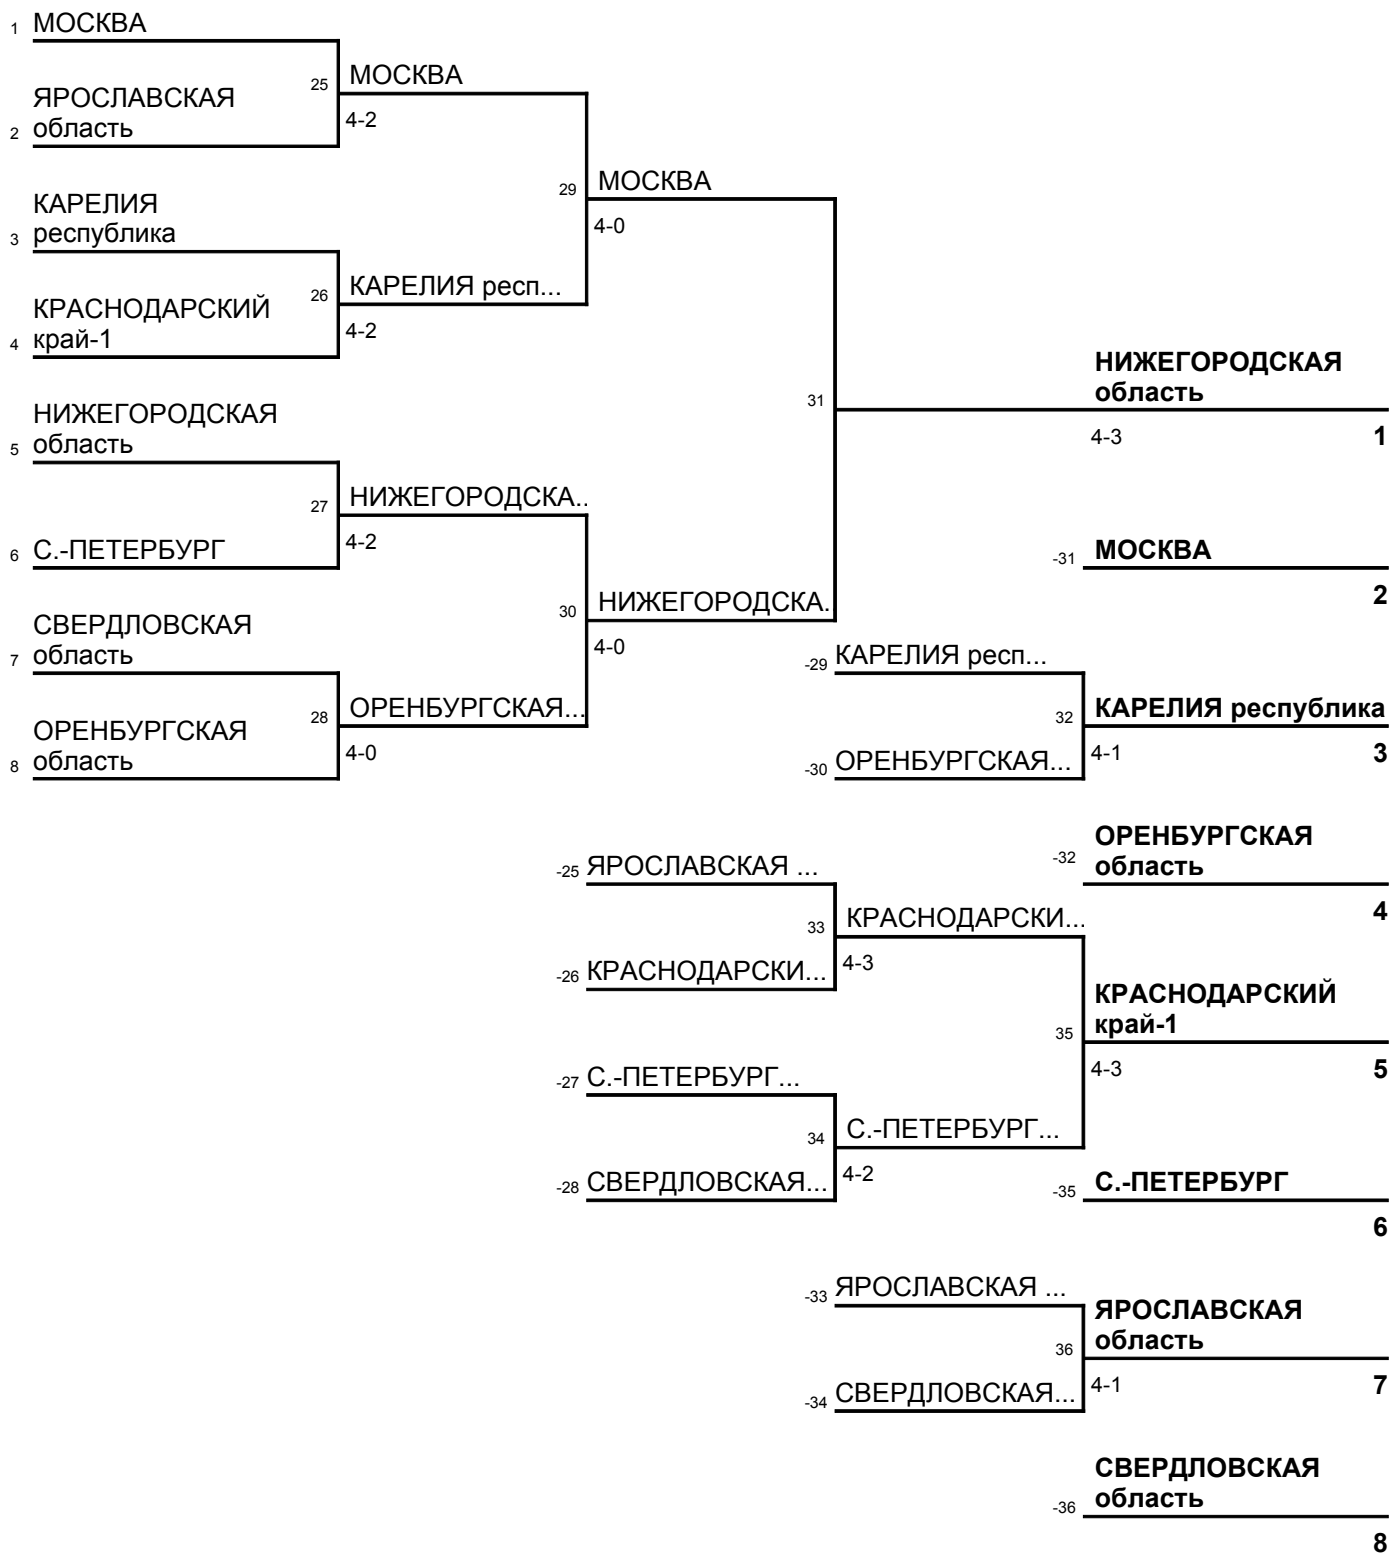 1 МОСКВА
25 МОСКВА
ЯРОСЛАВСКАЯ
2 область
4-2
29 МОСКВА
КАРЕЛИЯ
3 республика
4-0
26 КАРЕЛИЯ респ...
КРАСНОДАРСКИЙ
4 край-1
4-2
НИЖЕГОРОДСКАЯ
область
31
4-3 1
НИЖЕГОРОДСКАЯ
5 область
27 НИЖЕГОРОДСКА..
6 С.-ПЕТЕРБУРГ
4-2
-31 МОСКВА
2
30 НИЖЕГОРОДСКА.
СВЕРДЛОВСКАЯ
7 область
4-0
-29 КАРЕЛИЯ респ...
28 ОРЕНБУРГСКАЯ...
32 КАРЕЛИЯ республика
ОРЕНБУРГСКАЯ
8 область
4-0
-30 ОРЕНБУРГСКАЯ...
4-1 3
ОРЕНБУРГСКАЯ
-32 область
4
-25 ЯРОСЛАВСКАЯ ...
33 КРАСНОДАРСКИ...
-26 КРАСНОДАРСКИ...
4-3
КРАСНОДАРСКИЙ
край-1
35
4-3 5
-27 С.-ПЕТЕРБУРГ...
34 С.-ПЕТЕРБУРГ...
-28 СВЕРДЛОВСКАЯ...
4-2
-35 С.-ПЕТЕРБУРГ
6
-33 ЯРОСЛАВСКАЯ ...
ЯРОСЛАВСКАЯ
область
36
-34 СВЕРДЛОВСКАЯ...
4-1 7
СВЕРДЛОВСКАЯ
-36 область
8